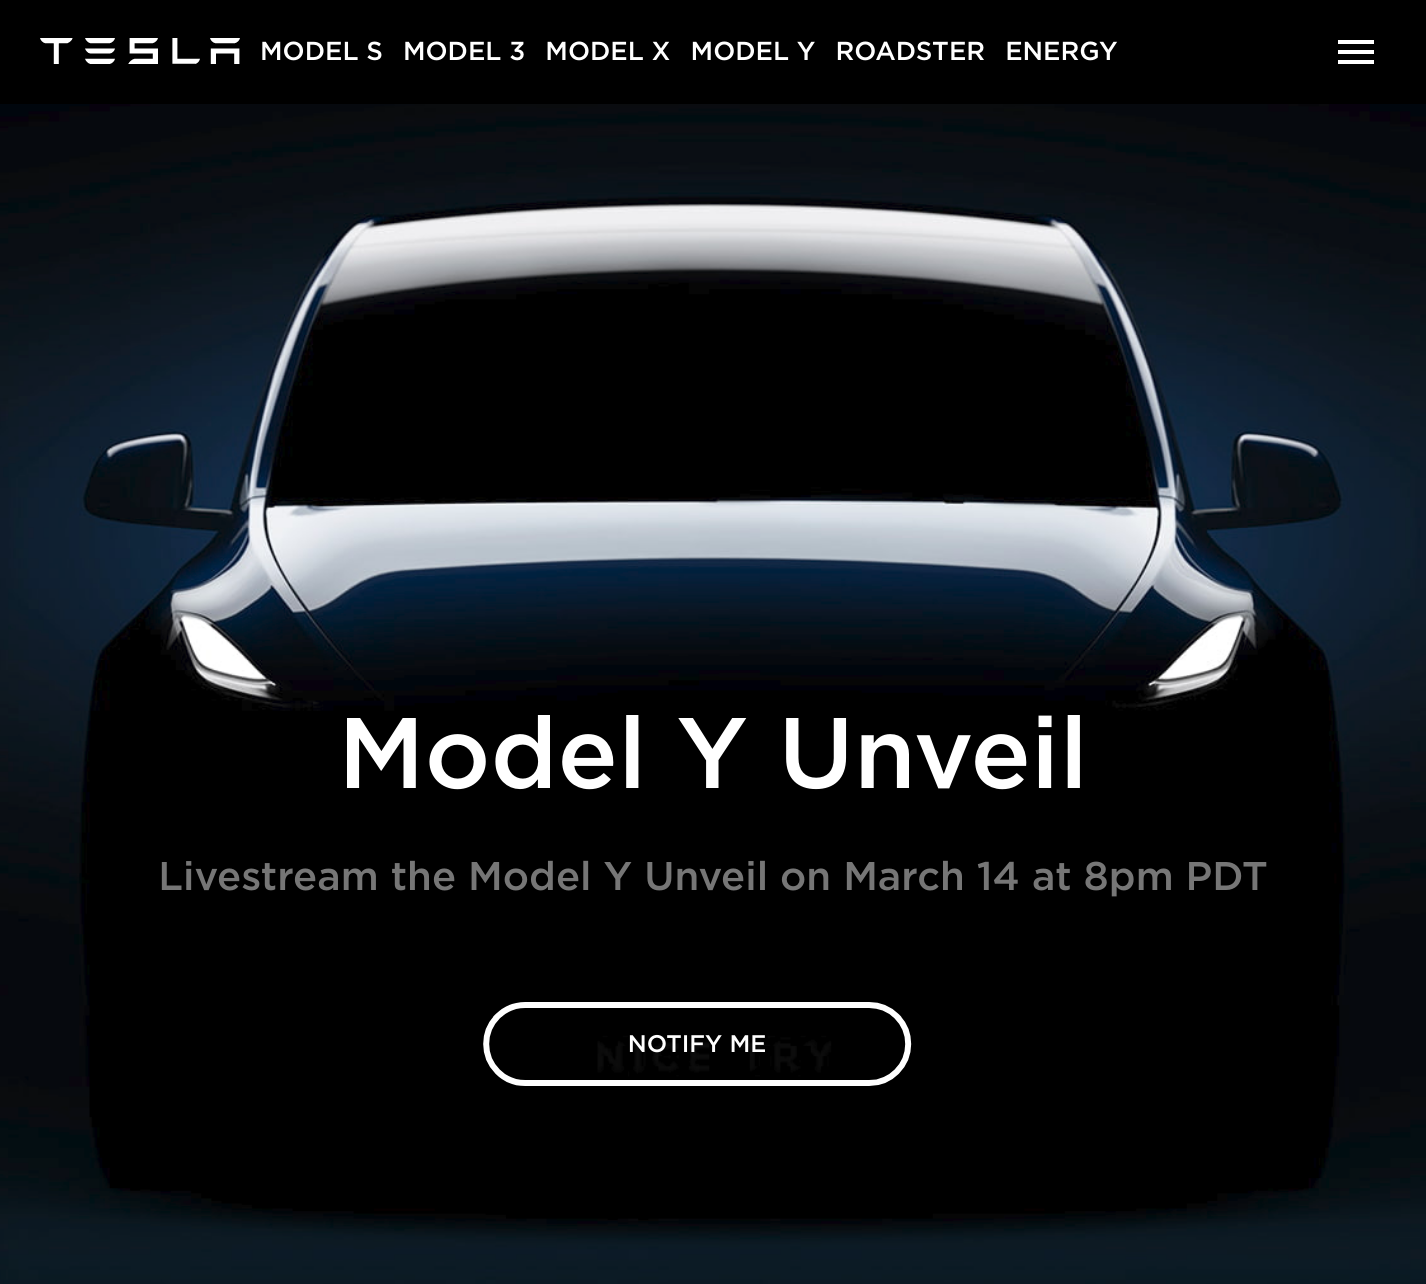 TESLA MODEL S MODEL 3 MODEL X MODEL Y ROADSTER ENERGY
Model Y Unveil
Livestream the Model Y Unveil on March 14 at 8pm PDT
NOTIFY ME
NICE TRY